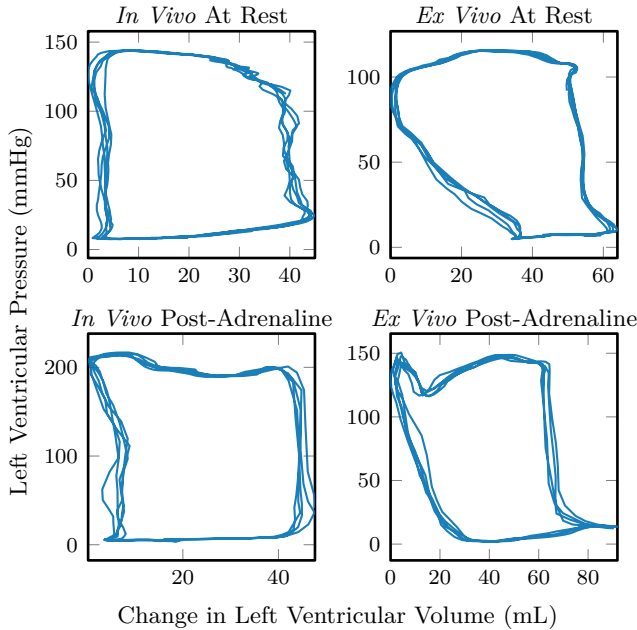 In Vivo At Rest
Ex Vivo At Rest
150
100
50
0
0 10 20 30 40
100
50
0
0 20 40 60
In Vivo Post-Adrenaline
Ex Vivo Post-Adrenaline
200
100
0
20 40
150
100
50
0
0 20 40 60 80
Left Ventricular Pressure (mmHg)
Change in Left Ventricular Volume (mL)